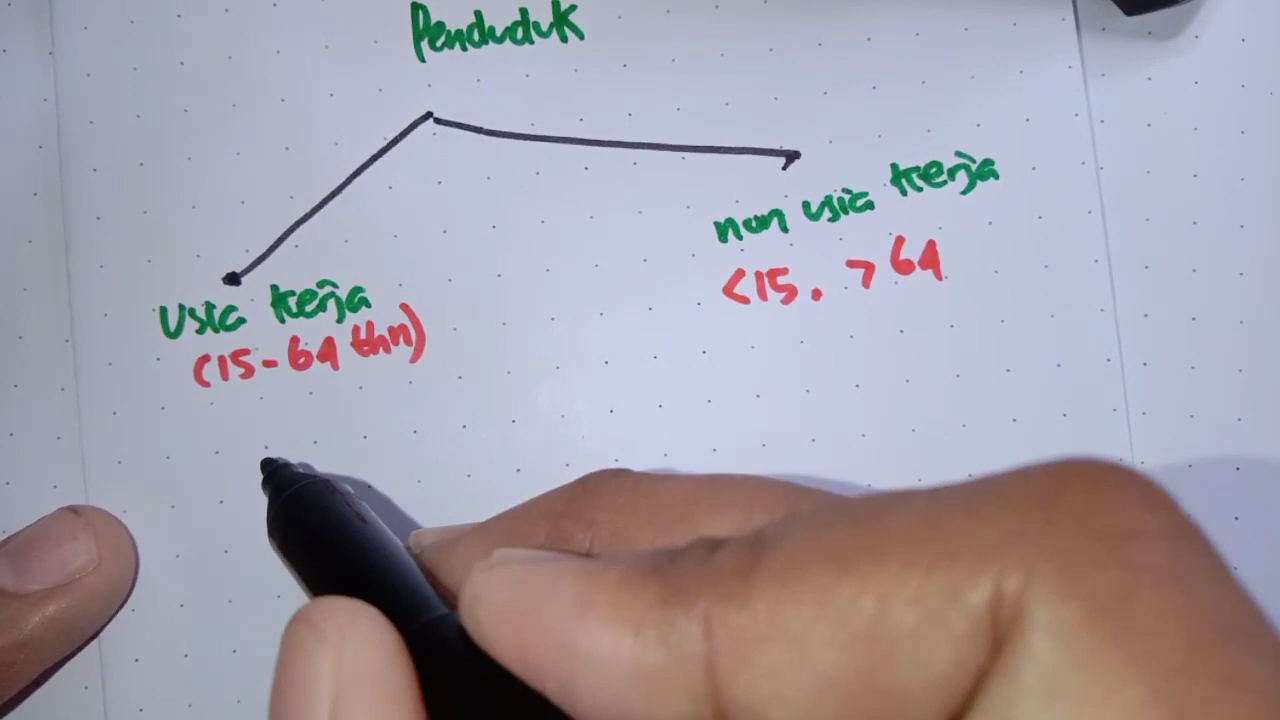 Penduduk
non usia kerja
<15. >64
Usia kerja
(15-64 thn)